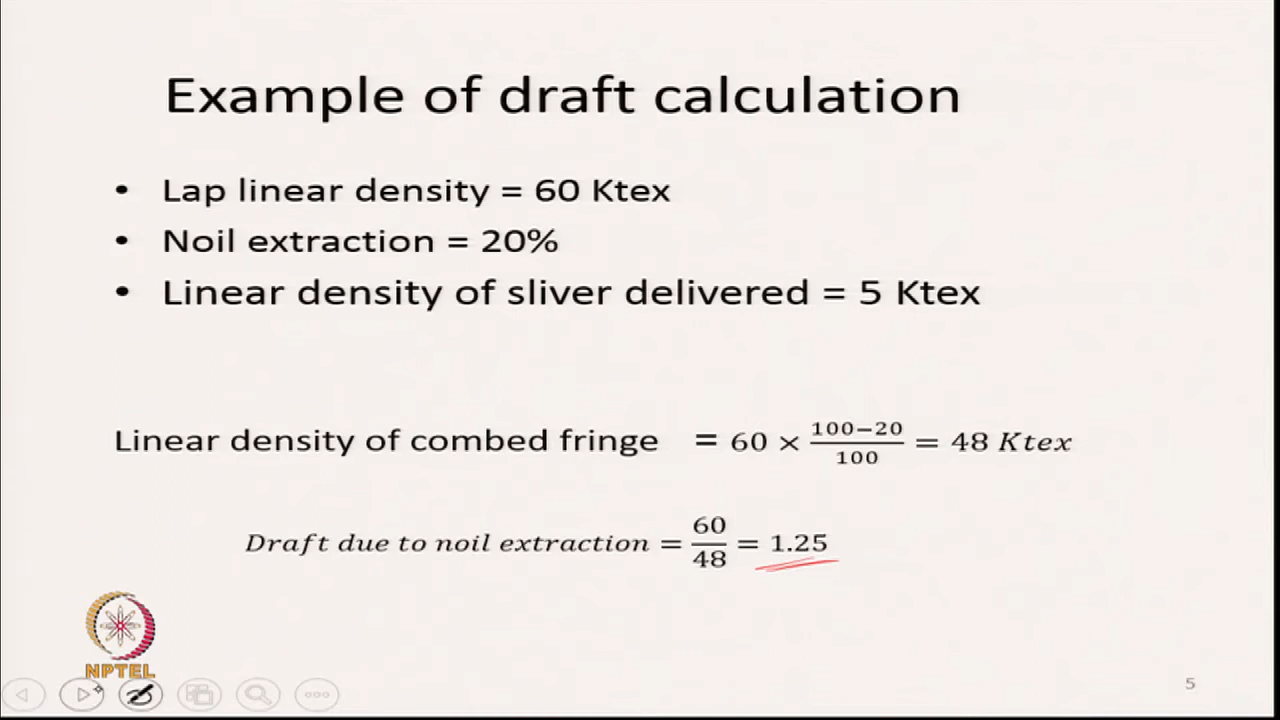 Example of draft calculation
• Lap linear density = 60 Ktex
• Noil extraction = 20%
• Linear density of sliver delivered = 5 Ktex
Linear density of combed fringe = 60 × (100−20)/100 = 48 Ktex
Draft due to noil extraction = 60/48 = 1.25
NPTEL
5